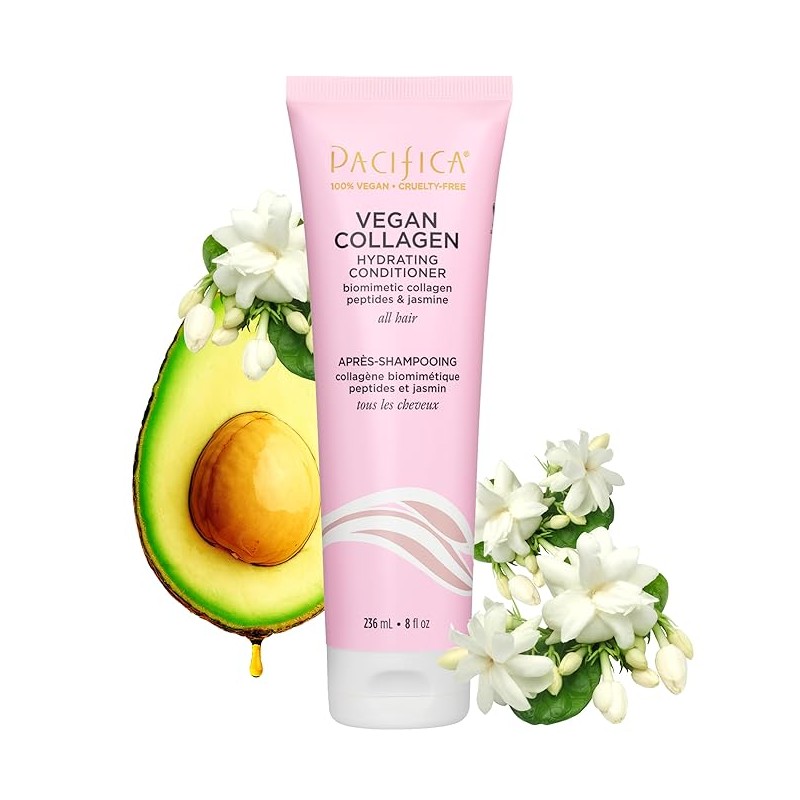 PACIFICA®
100% VEGAN • CRUELTY-FREE
VEGAN
COLLAGEN
HYDRATING
CONDITIONER
biomimetic collagen
peptides & jasmine
all hair
APRÈS-SHAMPOOING
collagène biomimétique
peptides et jasmin
tous les cheveux
236 mL • 8 fl oz